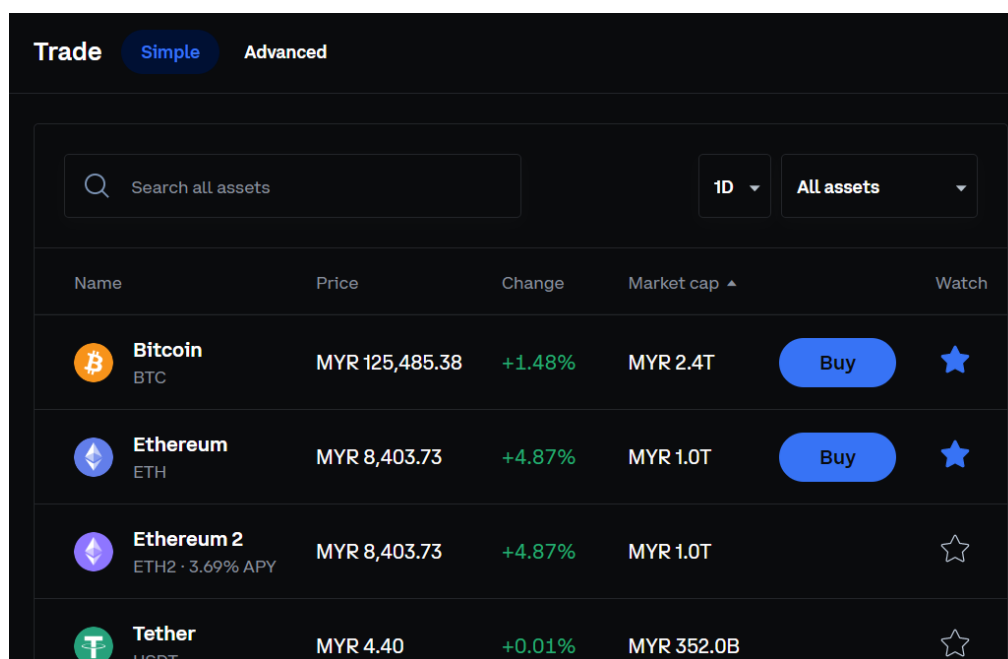 Trade Simple Advanced
Search all assets 1D All assets
Name Price Change Market cap Watch
Bitcoin
BTC
MYR 125,485.38 +1.48% MYR 2.4T Buy
Ethereum
ETH
MYR 8,403.73 +4.87% MYR 1.0T Buy
Ethereum 2
ETH2 · 3.69% APY
MYR 8,403.73 +4.87% MYR 1.0T
Tether
USDT
MYR 4.40 +0.01% MYR 352.0B